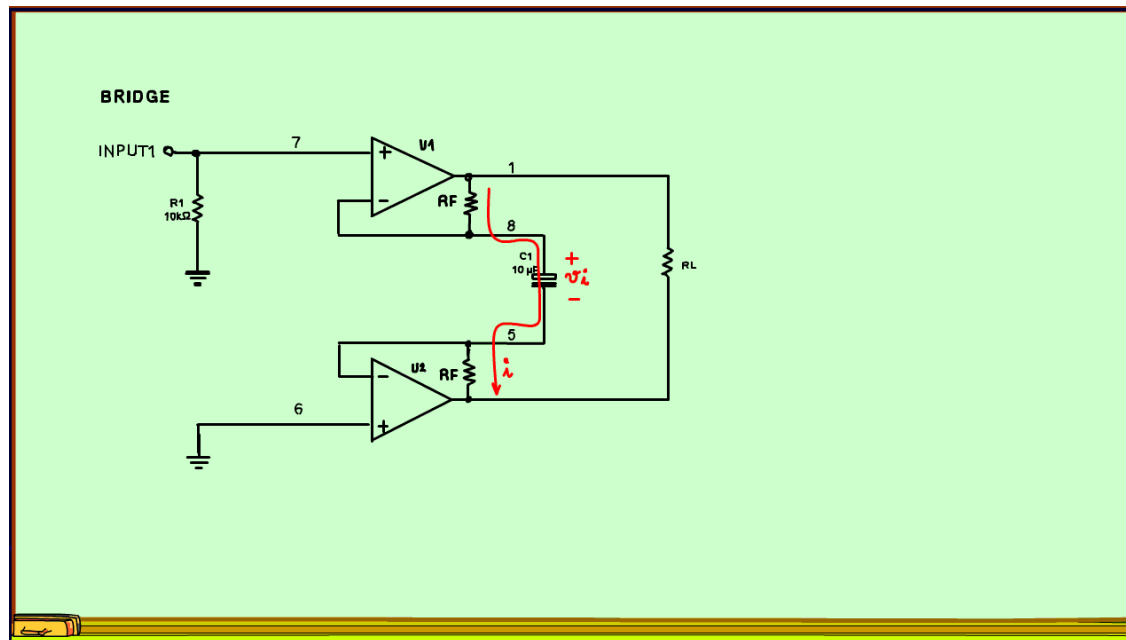 BRIDGE
INPUT1
7
+
U1
1
R1
10kΩ
-
RF
8
C1
10 µF
+
vi
-
RL
5
-
U2
RF
i
6
+